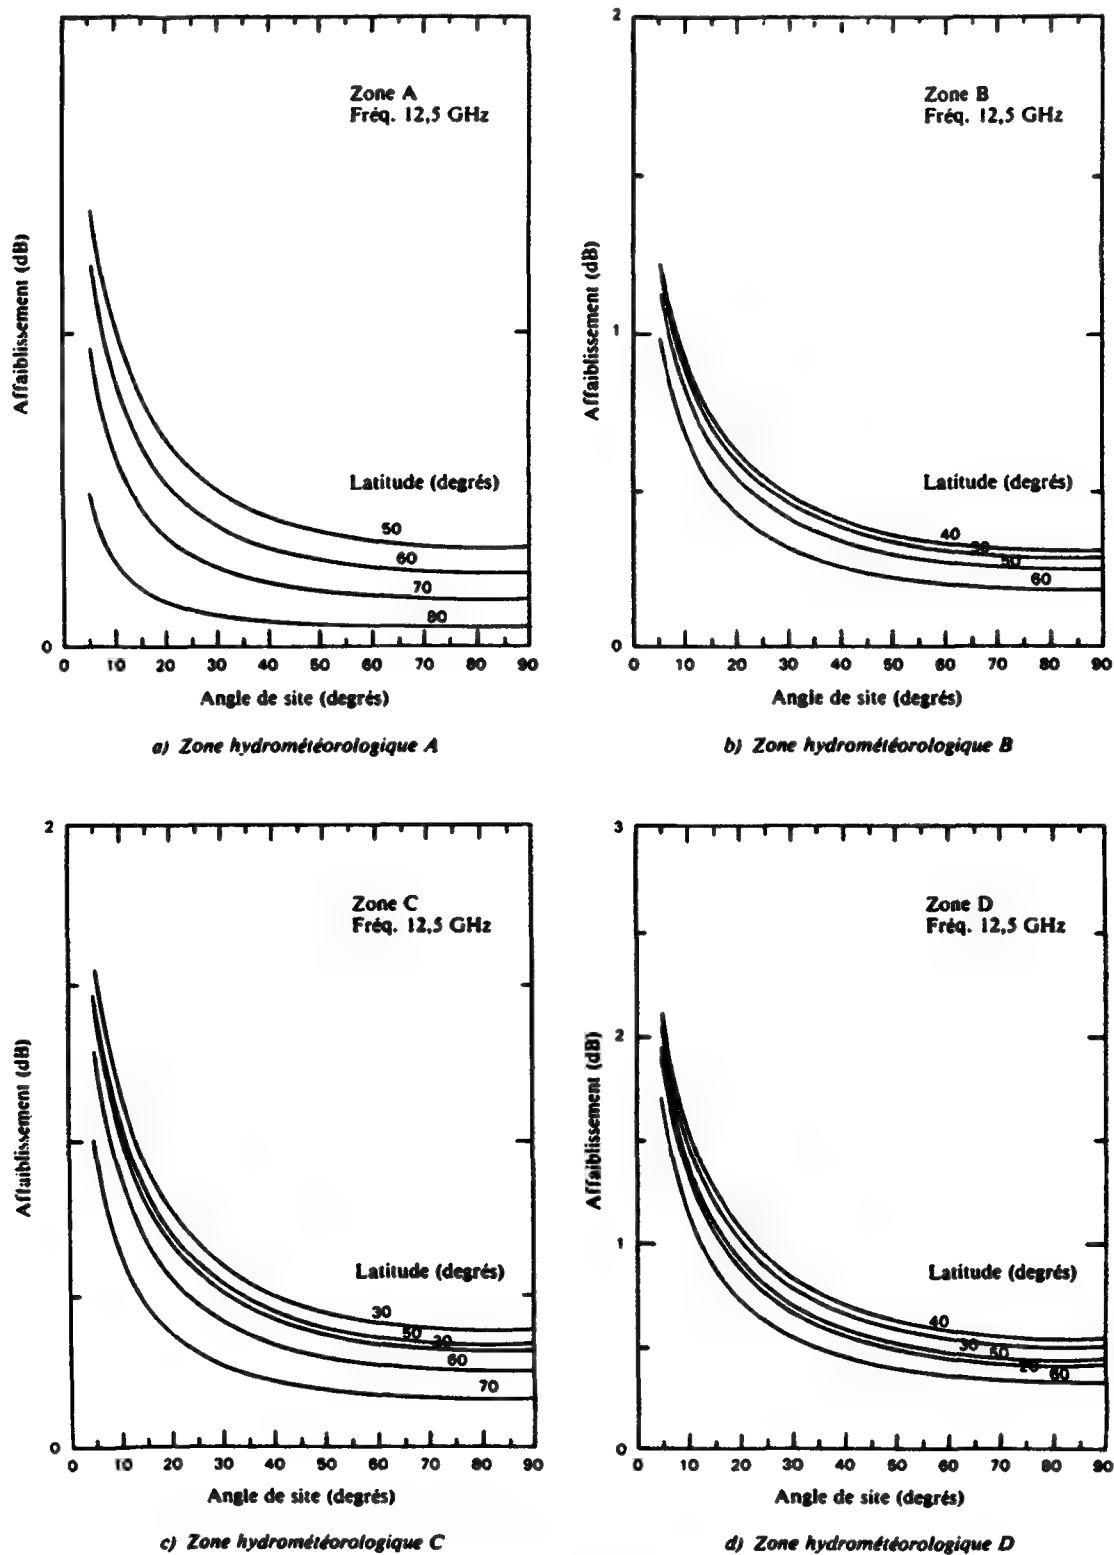 Zone A
Fréq. 12,5 GHz
Affaiblissement (dB)
Latitude (degrés)
50
60
70
80
0
0 10 20 30 40 50 60 70 80 90
Angle de site (degrés)
a) Zone hydrométéorologique A
2
Zone B
Fréq. 12,5 GHz
Affaiblissement (dB)
1
Latitude (degrés)
40
50
60
0
0 10 20 30 40 50 60 70 80 90
Angle de site (degrés)
b) Zone hydrométéorologique B
2
Zone C
Fréq. 12,5 GHz
Affaiblissement (dB)
Latitude (degrés)
30
50
60
70
0
0 10 20 30 40 50 60 70 80 90
Angle de site (degrés)
c) Zone hydrométéorologique C
3
Zone D
Fréq. 12,5 GHz
2
Affaiblissement (dB)
1
Latitude (degrés)
40
30 50
60
0
0 10 20 30 40 50 60 70 80 90
Angle de site (degrés)
d) Zone hydrométéorologique D